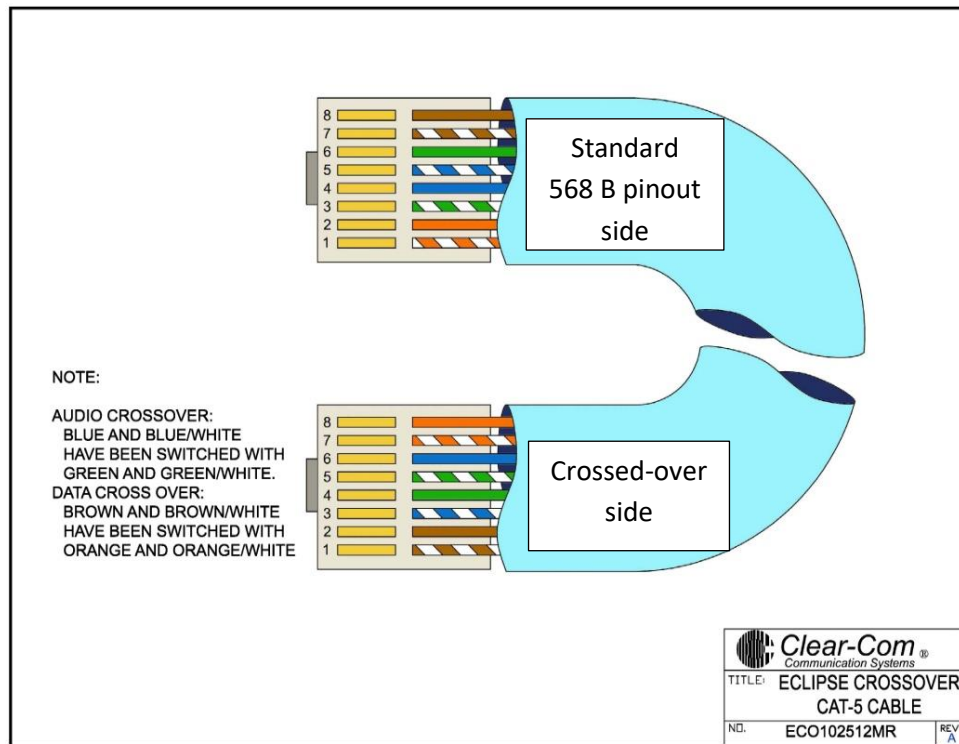 8
7
6
5
4
3
2
1
Standard
568 B pinout
side
NOTE:
AUDIO CROSSOVER:
BLUE AND BLUE/WHITE
HAVE BEEN SWITCHED WITH
GREEN AND GREEN/WHITE.
DATA CROSS OVER:
BROWN AND BROWN/WHITE
HAVE BEEN SWITCHED WITH
ORANGE AND ORANGE/WHITE
8
7
6
5
4
3
2
1
Crossed-over
side
Clear-Com ®
Communication Systems
TITLE: ECLIPSE CROSSOVER
CAT-5 CABLE
NO. ECO102512MR REV
A